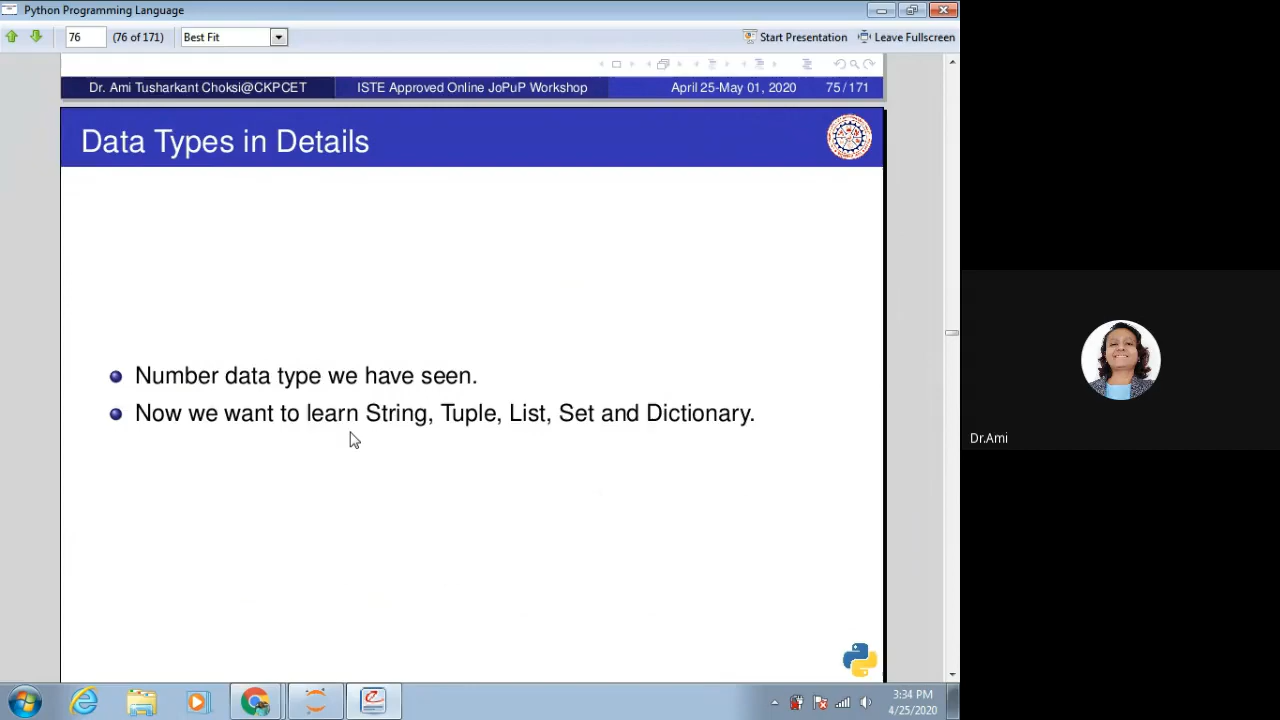 Python Programming Language
76
(76 of 171)
Best Fit
Start Presentation
Leave Fullscreen
Dr. Ami Tusharkant Choksi@CKPCET
ISTE Approved Online JoPuP Workshop
April 25-May 01, 2020
75/171
Data Types in Details
Number data type we have seen.
Now we want to learn String, Tuple, List, Set and Dictionary.
Dr.Ami
3:34 PM
4/25/2020